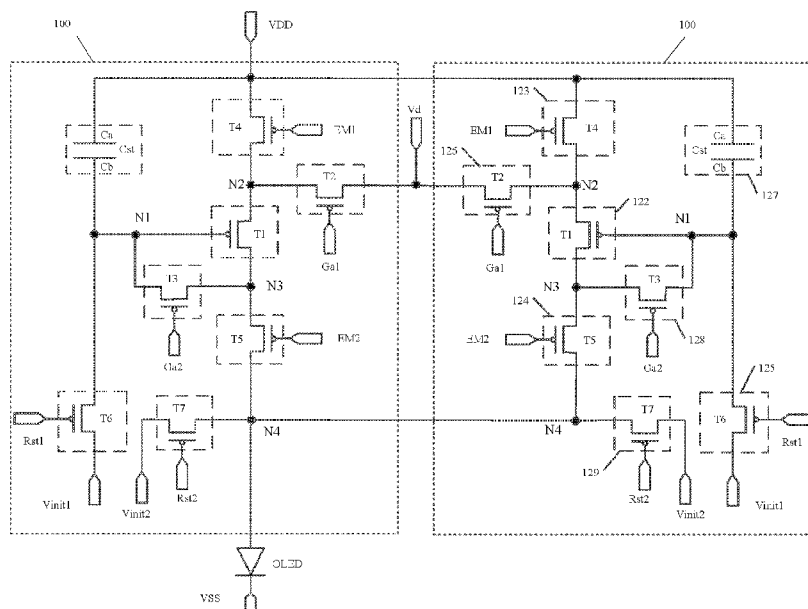 100
VDD
100
123
Ca
Cst
Cb
T4
EM1
Vd
EM1
T4
Ca
Cst
Cb
127
N2
T2
125
T2
N2
122
N1
T1
Ga1
Ga1
T1
N1
T3
N3
N3
T3
Ga2
T5
EM2
EM2
124
T5
Ga2
128
125
Rst1
T6
T7
N4
N4
T7
T6
Rst1
Vinit1
Vinit2
Rst2
129
Rst2
Vinit2
Vinit1
OLED
VSS